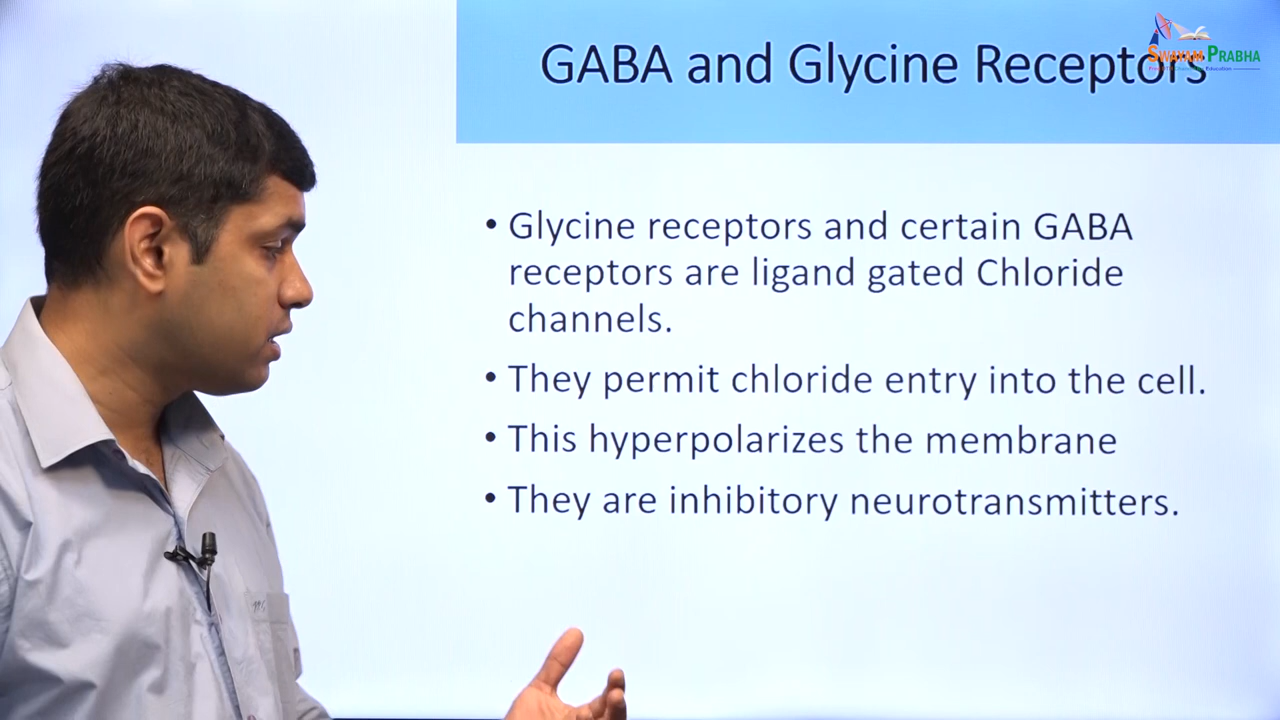 GABA and Glycine Receptors
SWAYAM PRABHA
• Glycine receptors and certain GABA
receptors are ligand gated Chloride
channels.
• They permit chloride entry into the cell.
• This hyperpolarizes the membrane
• They are inhibitory neurotransmitters.